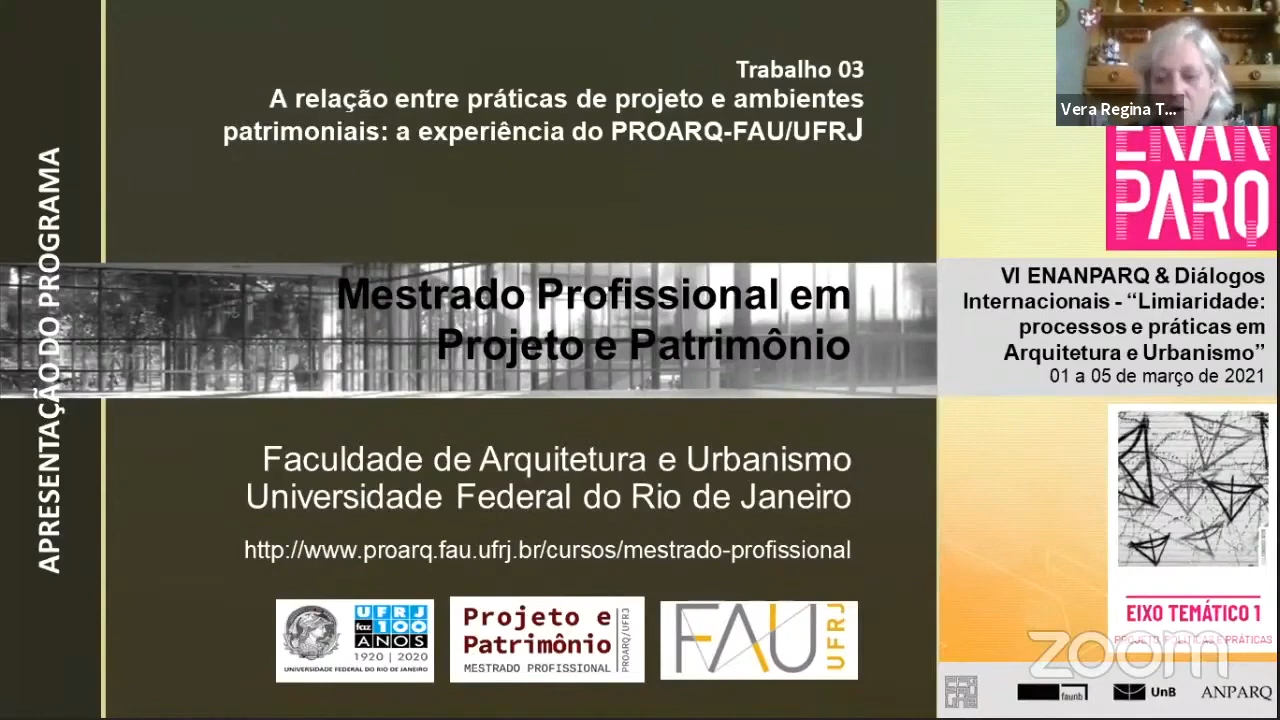 APRESENTAÇÃO DO PROGRAMA
Trabalho 03
A relação entre práticas de projeto e ambientes
patrimoniais: a experiência do PROARQ-FAU/UFRJ
Mestrado Profissional em
Projeto e Patrimônio
Faculdade de Arquitetura e Urbanismo
Universidade Federal do Rio de Janeiro
http://www.proarq.fau.ufrj.br/cursos/mestrado-profissional
UFRJ
faz 100
ANOS
1920 | 2020
UNIVERSIDADE FEDERAL DO RIO DE JANEIRO
Projeto e
Patrimônio
MESTRADO PROFISSIONAL
PROARQ/UFRJ
FAU
UFRJ
Vera Regina T...
ENAN
PARQ
VI ENANPARQ & Diálogos
Internacionais - “Limiaridade:
processos e práticas em
Arquitetura e Urbanismo”
01 a 05 de março de 2021
EIXO TEMÁTICO 1
PROJETO, POLÍTICAS E PRÁTICAS
zoom
faunb
UnB
ANPARQ